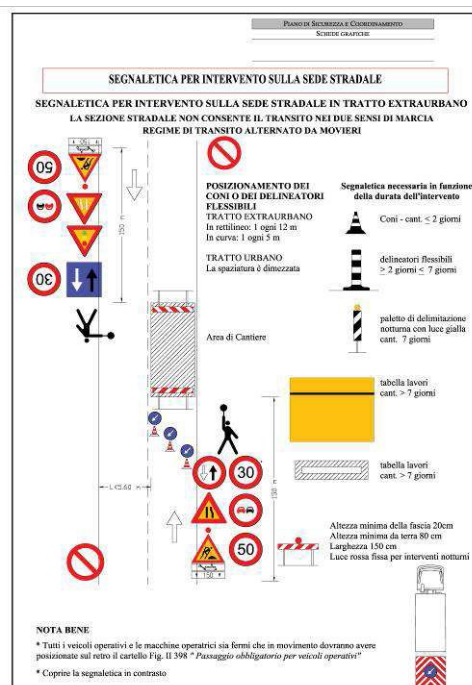 PIANO DI SICUREZZA E COORDINAMENTO
SCHEDE GRAFICHE
SEGNALETICA PER INTERVENTO SULLA SEDE STRADALE
SEGNALETICA PER INTERVENTO SULLA SEDE STRADALE IN TRATTO EXTRAURBANO
LA SEZIONE STRADALE NON CONSENTE IL TRANSITO NEI DUE SENSI DI MARCIA
REGIME DI TRANSITO ALTERNATO DA MOVIERI
150
50
30
150 m
POSIZIONAMENTO DEI
CONI O DEI DELINEATORI
FLESSIBILI
TRATTO EXTRAURBANO
In rettilineo: 1 ogni 12 m
In curva: 1 ogni 5 m
TRATTO URBANO
La spaziatura è dimezzata
Segnaletica necessaria in funzione
della durata dell'intervento
Coni - cant. ≤ 2 giorni
delineatori flessibili
≥ 2 giorni ≤ 7 giorni
paletto di delimitazione
notturna con luce gialla
cant. 7 giorni
Area di Cantiere
tabella lavori
cant. > 7 giorni
tabella lavori
cant. > 7 giorni
L<5.60 m
30
50
150
150 m
Altezza minima della fascia 20cm
Altezza minima da terra 80 cm
Larghezza 150 cm
Luce rossa fissa per interventi notturni
NOTA BENE
* Tutti i veicoli operativi e le macchine operatrici sia fermi che in movimento dovranno avere
posizionate sul retro il cartello Fig. II 398 " Passaggio obbligatorio per veicoli operativi"
* Coprire la segnaletica in contrasto